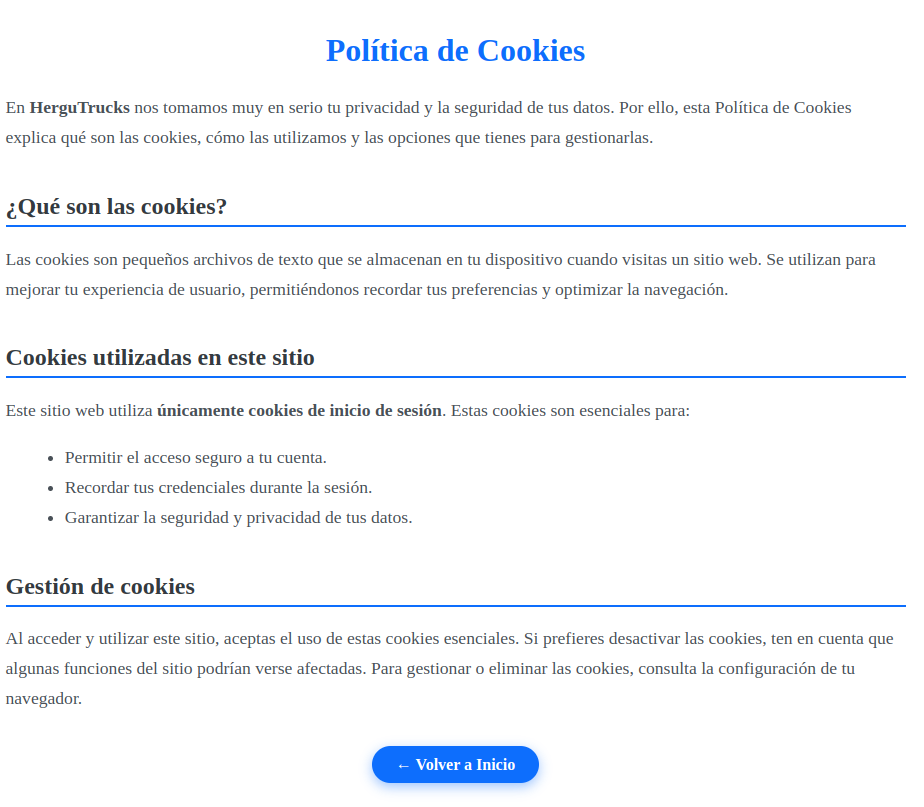 Política de Cookies
En HerguTrucks nos tomamos muy en serio tu privacidad y la seguridad de tus datos. Por ello, esta Política de Cookies
explica qué son las cookies, cómo las utilizamos y las opciones que tienes para gestionarlas.
¿Qué son las cookies?
Las cookies son pequeños archivos de texto que se almacenan en tu dispositivo cuando visitas un sitio web. Se utilizan para
mejorar tu experiencia de usuario, permitiéndonos recordar tus preferencias y optimizar la navegación.
Cookies utilizadas en este sitio
Este sitio web utiliza únicamente cookies de inicio de sesión. Estas cookies son esenciales para:
• Permitir el acceso seguro a tu cuenta.
• Recordar tus credenciales durante la sesión.
• Garantizar la seguridad y privacidad de tus datos.
Gestión de cookies
Al acceder y utilizar este sitio, aceptas el uso de estas cookies esenciales. Si prefieres desactivar las cookies, ten en cuenta que
algunas funciones del sitio podrían verse afectadas. Para gestionar o eliminar las cookies, consulta la configuración de tu
navegador.
← Volver a Inicio